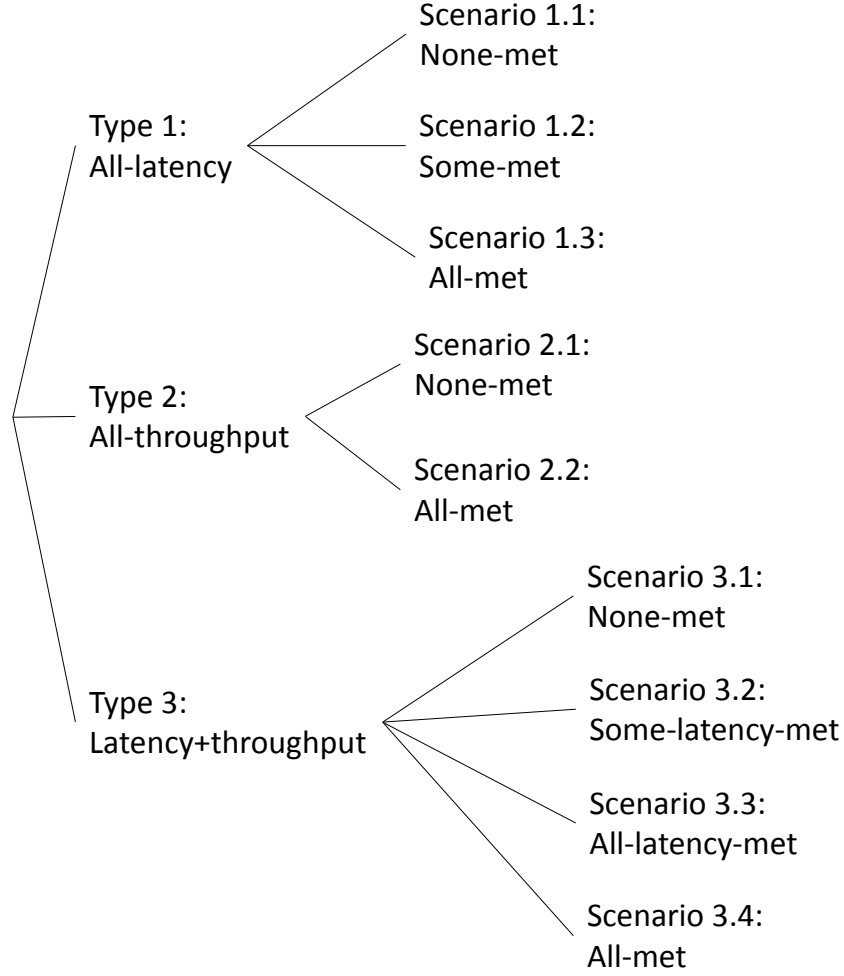 Scenario 1.1:
None-met
Type 1:
All-latency
Scenario 1.2:
Some-met
Scenario 1.3:
All-met
Type 2:
All-throughput
Scenario 2.1:
None-met
Scenario 2.2:
All-met
Type 3:
Latency+throughput
Scenario 3.1:
None-met
Scenario 3.2:
Some-latency-met
Scenario 3.3:
All-latency-met
Scenario 3.4:
All-met